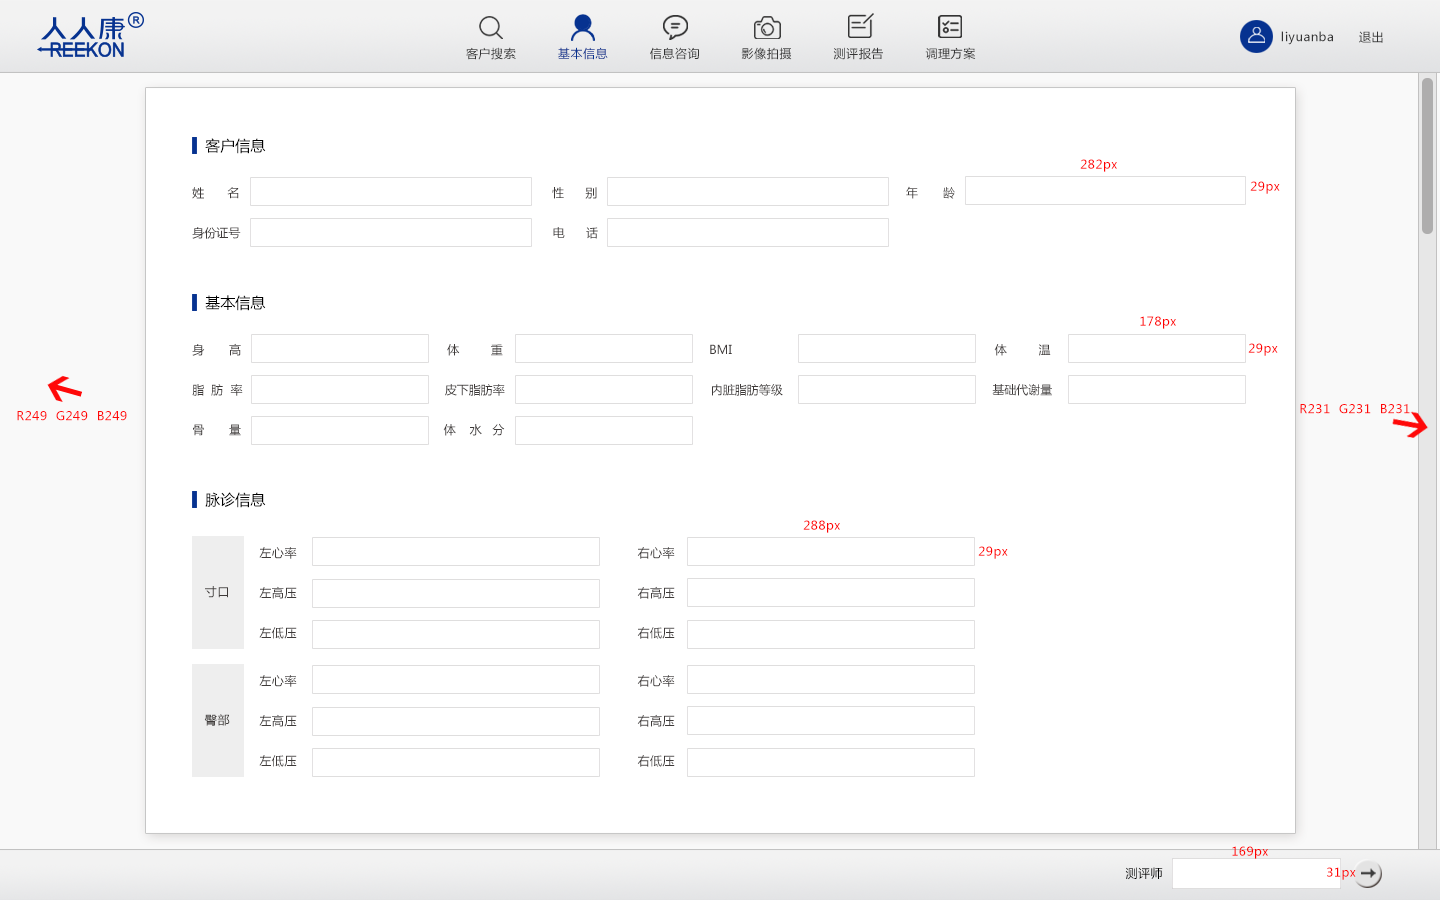 人人康®
REEKON
客户搜索 基本信息 信息咨询 影像拍摄 测评报告 调理方案
liyuanba 退出
客户信息
282px
姓 名 性 别 年 龄 29px
身份证号 电 话
基本信息
178px
身 高 体 重 BMI 体 温 29px
脂 肪 率 皮下脂肪率 内脏脂肪等级 基础代谢量
R249 G249 B249 R231 G231 B231
骨 量 体 水 分
脉诊信息
288px
左心率 右心率 29px
寸口 左高压 右高压
左低压 右低压
左心率 右心率
臀部 左高压 右高压
左低压 右低压
169px
测评师 31px